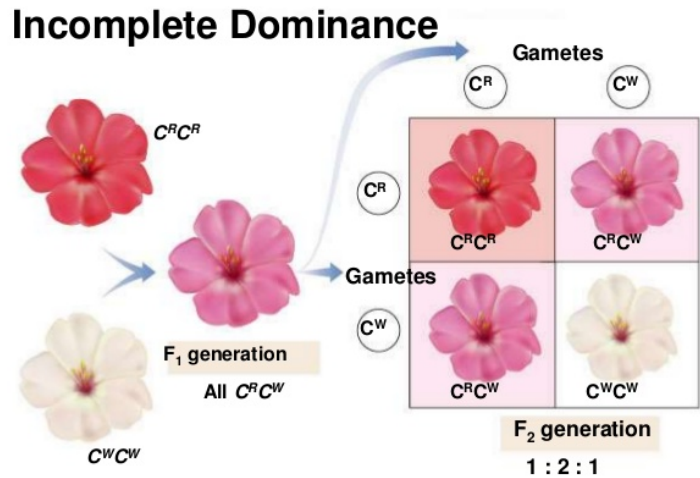 Incomplete Dominance
Gametes
Cᴿ
Cᵂ
CᴿCᴿ
Cᴿ
CᴿCᴿ
CᴿCᵂ
Gametes
Cᵂ
F₁ generation
All CᴿCᵂ
CᴿCᵂ
CᵂCᵂ
CᵂCᵂ
F₂ generation
1 : 2 : 1